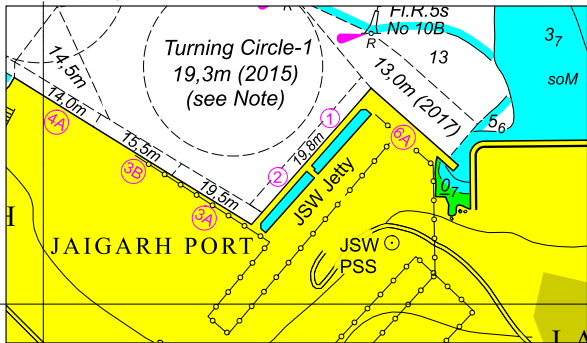 Fl.R.5s
No 10B
R
Turning Circle-1
19,3m (2015)
(see Note)
13
3₇
soM
14,5m
13,0m (2017)
14,0m
4A
15,5m
3B
19,5m
3A
1
19,8m
2
6A
5₆
0₇
JSW Jetty
H
JAIGARH PORT
JSW
PSS
LA